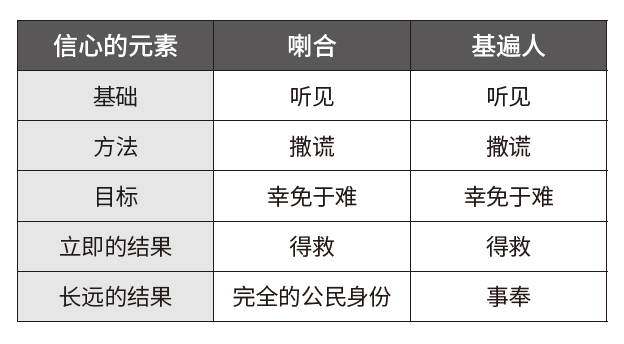 信心的元素 喇合 基遍人
基础 听见 听见
方法 撒谎 撒谎
目标 幸免于难 幸免于难
立即的结果 得救 得救
长远的结果 完全的公民身份 事奉